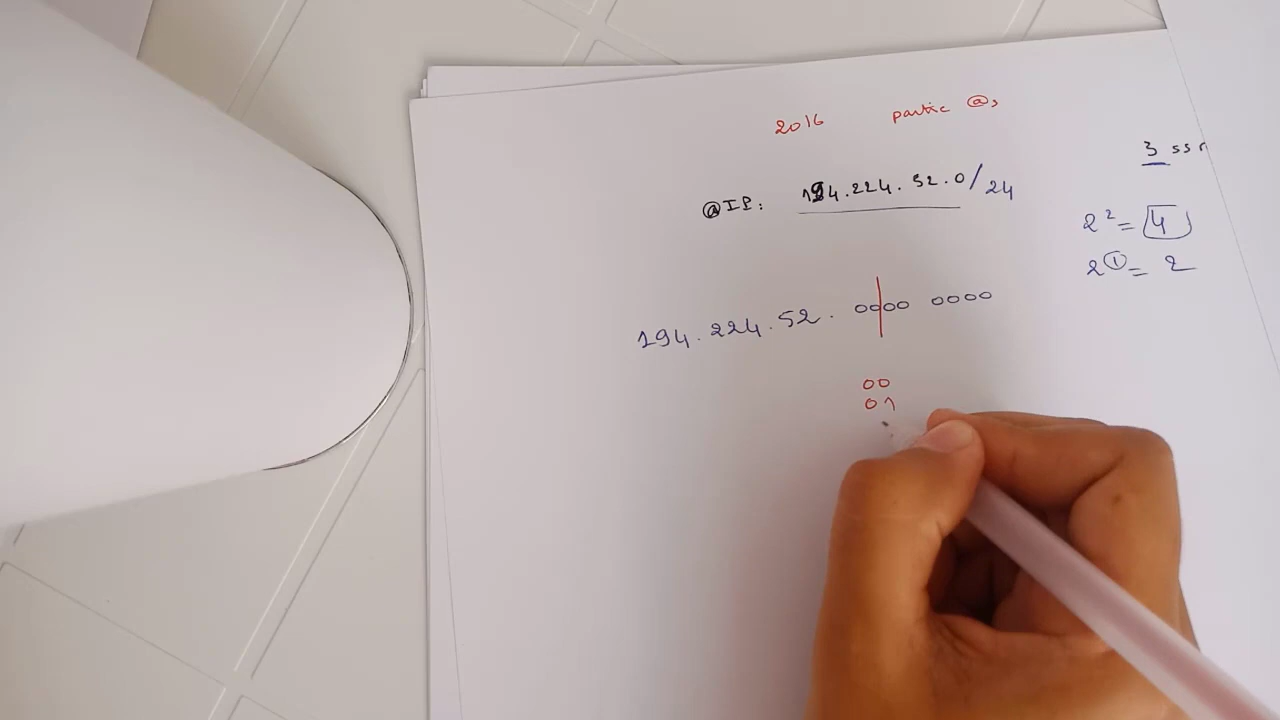 2016 partie @s
3 ss
@IP: 194.224.52.0/24
2² = 4
2① = 2
194.224.52. 0000 0000
00
01